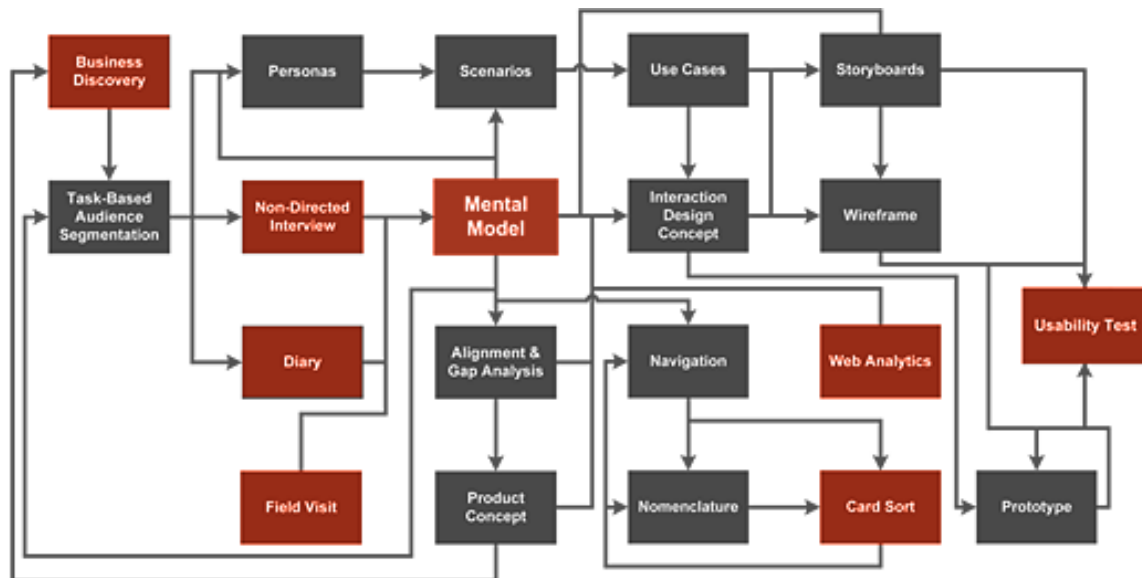 Business
Discovery
Personas
Scenarios
Use Cases
Storyboards
Task-Based
Audience
Segmentation
Non-Directed
Interview
Mental
Model
Interaction
Design
Concept
Wireframe
Usability Test
Diary
Alignment &
Gap Analysis
Navigation
Web Analytics
Field Visit
Product
Concept
Nomenclature
Card Sort
Prototype